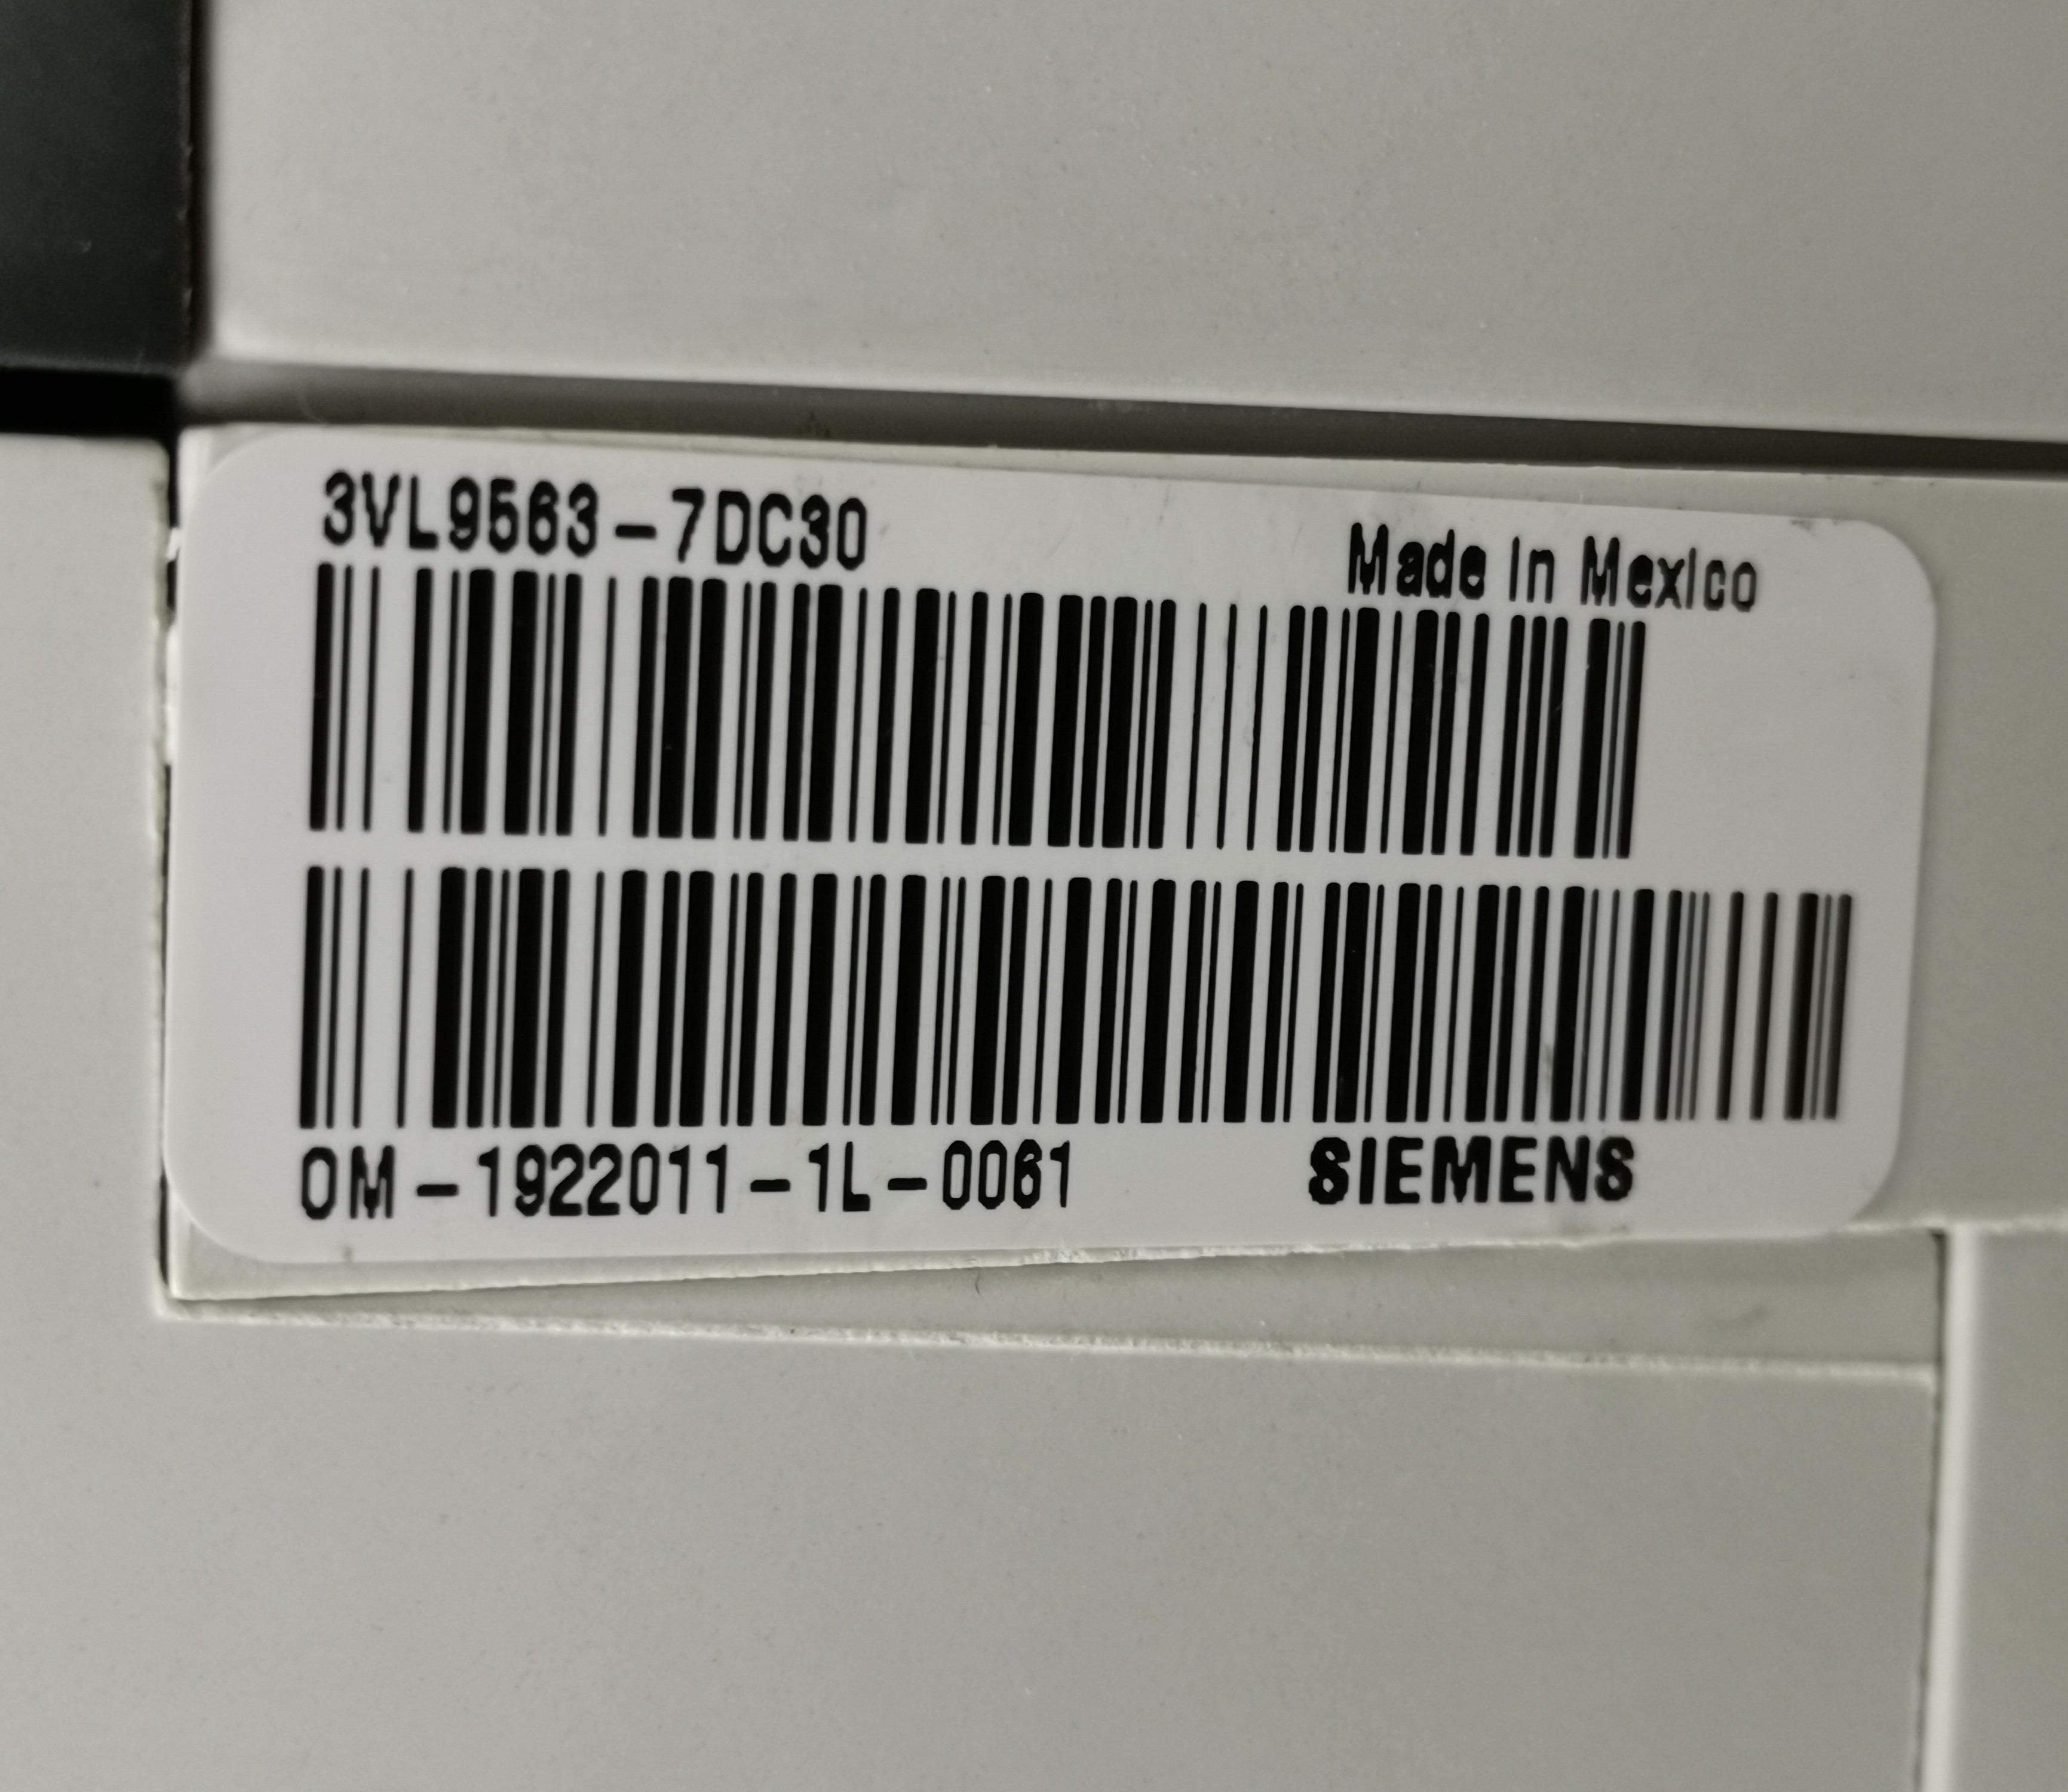 3VL9563-7DC30
Made in Mexico
0M-1922011-1L-0061
SIEMENS